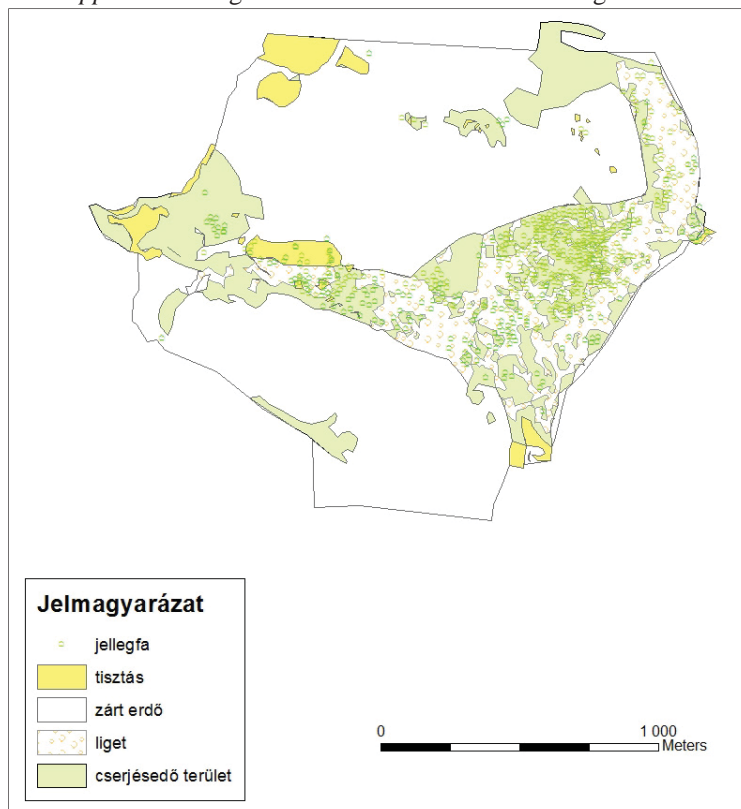 Jelmagyarázat
jellegfa
tisztás
zárt erdő
liget
cserjésedő terület
0 1 000
Meters